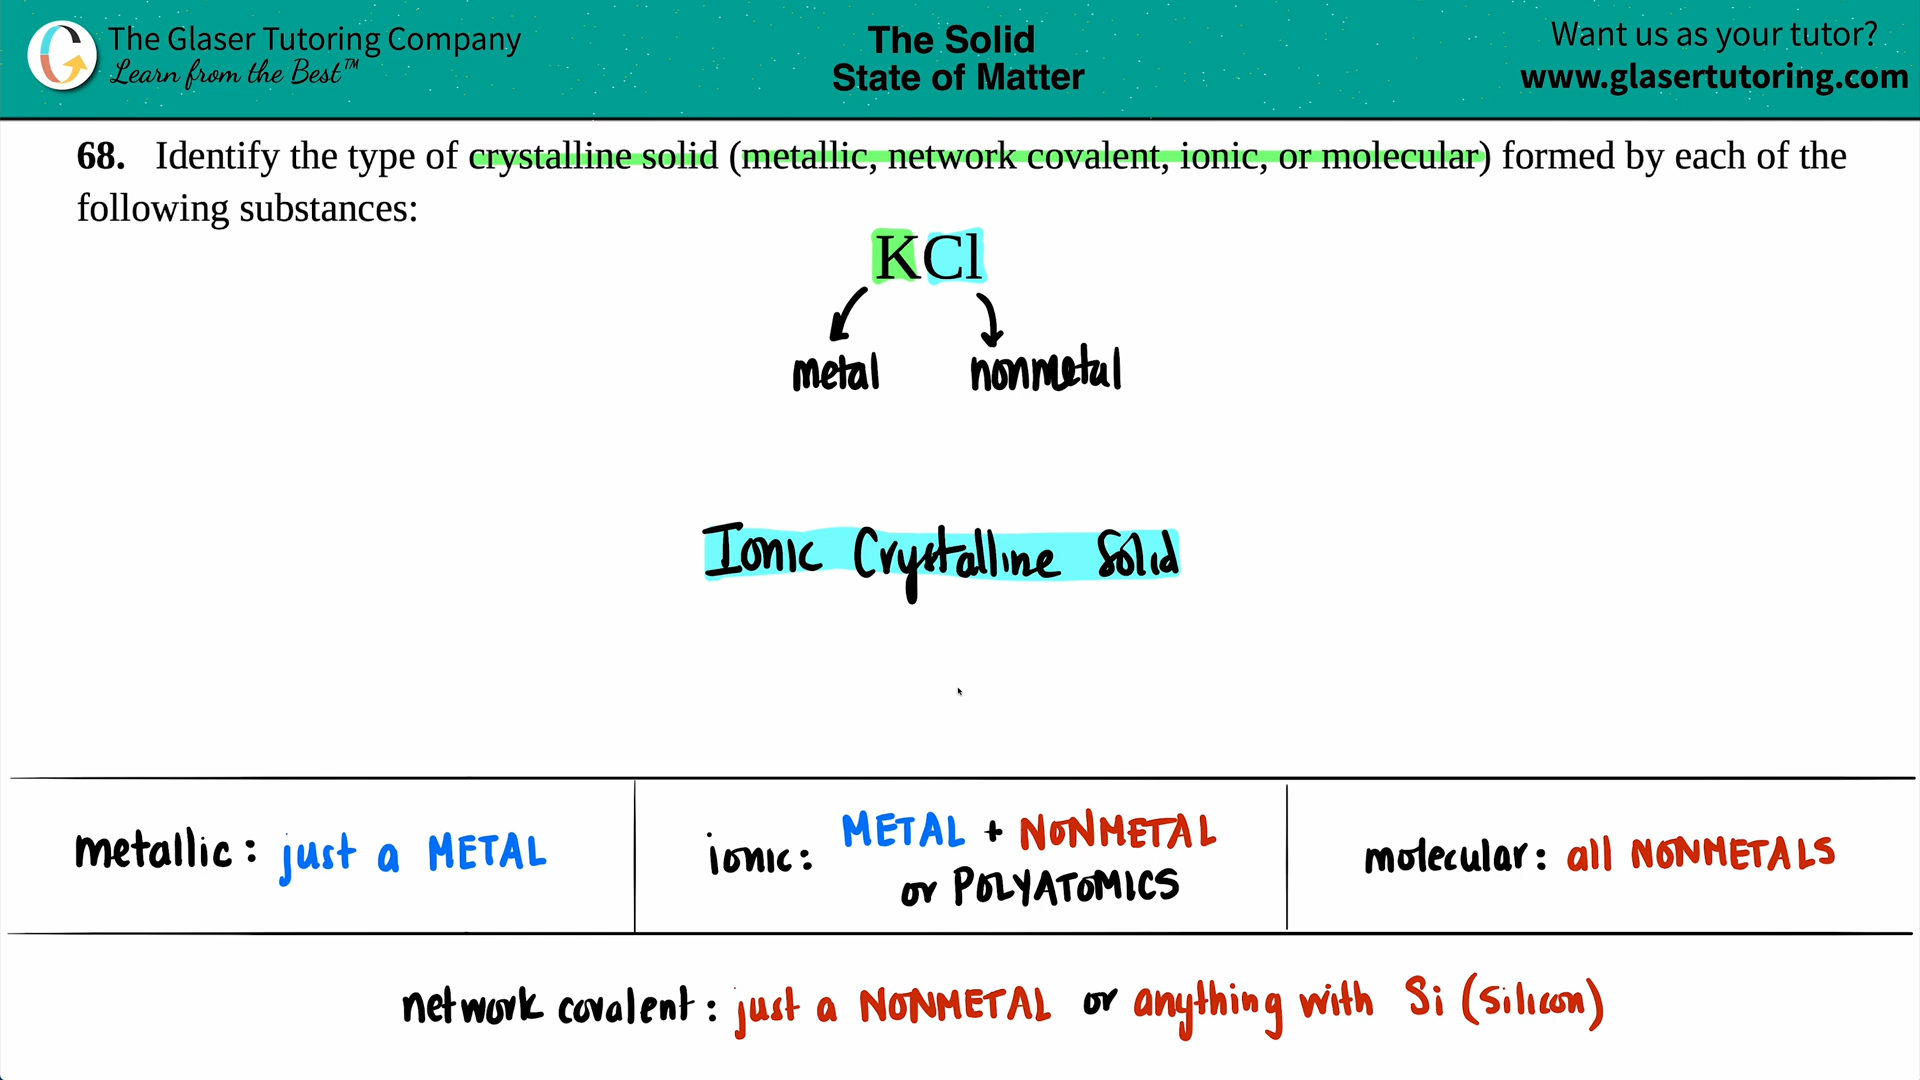 The Glaser Tutoring Company
Learn from the Best™
The Solid
State of Matter
Want us as your tutor?
www.glasertutoring.com
68. Identify the type of crystalline solid (metallic, network covalent, ionic, or molecular) formed by each of the
following substances:
KCl
metal nonmetal
Ionic Crystalline Solid
metallic: just a METAL
ionic: METAL + NONMETAL
or POLYATOMICS
molecular: all NONMETALS
network covalent: just a NONMETAL or anything with Si (silicon)